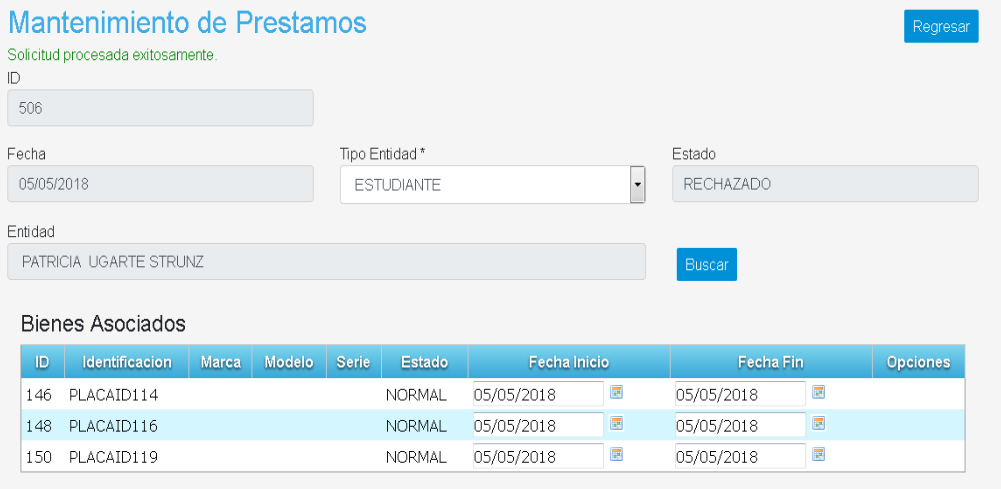 Mantenimiento de Prestamos
Regresar
Solicitud procesada exitosamente.
ID
506
Fecha Tipo Entidad * Estado
05/05/2018 ESTUDIANTE RECHAZADO
Entidad
PATRICIA UGARTE STRUNZ Buscar
Bienes Asociados
ID Identificacion Marca Modelo Serie Estado Fecha Inicio Fecha Fin Opciones
146 PLACAID114 NORMAL 05/05/2018 05/05/2018
148 PLACAID116 NORMAL 05/05/2018 05/05/2018
150 PLACAID119 NORMAL 05/05/2018 05/05/2018